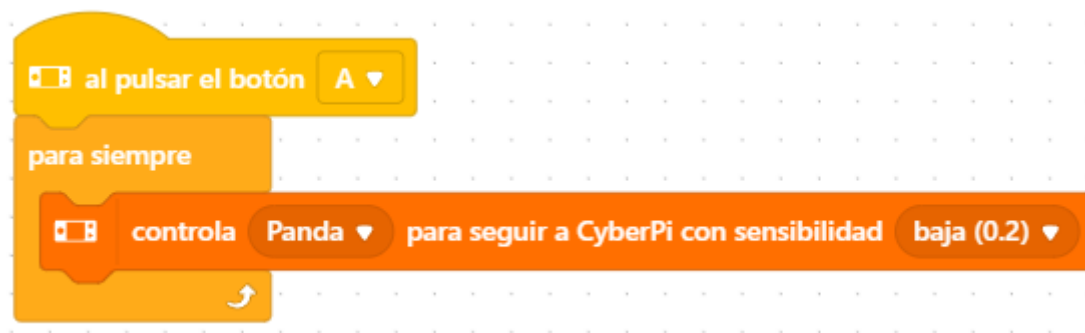 al pulsar el botón A
para siempre
controla Panda para seguir a CyberPi con sensibilidad baja (0.2)